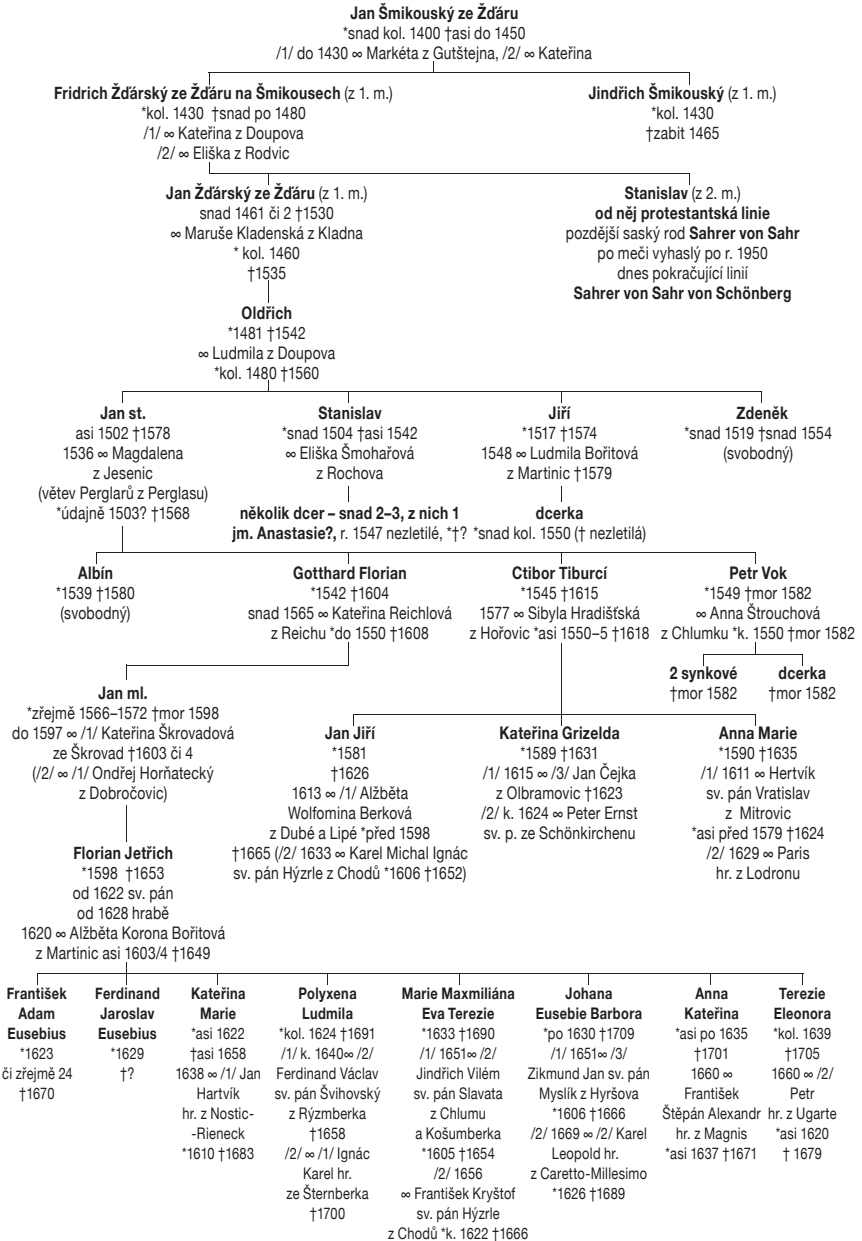 Jan Šmikouský ze Žďáru
*snad kol. 1400 †asi do 1450
/1/ do 1430 ∞ Markéta z Gutštejna, /2/ ∞ Kateřina
Fridrich Žďárský ze Žďáru na Šmikousech (z 1. m.)
*kol. 1430 †snad po 1480
/1/ ∞ Kateřina z Doupova
/2/ ∞ Eliška z Rodvic
Jindřich Šmikouský (z 1. m.)
*kol. 1430
†zabit 1465
Jan Žďárský ze Žďáru (z 1. m.)
snad 1461 či 2 †1530
∞ Maruše Kladenská z Kladna
* kol. 1460
†1535
Stanislav (z 2. m.)
od něj protestantská linie
pozdější saský rod Sahrer von Sahr
po meči vyhaslý po r. 1950
dnes pokračující linií
Sahrer von Sahr von Schönberg
Oldřich
*1481 †1542
∞ Ludmila z Doupova
*kol. 1480 †1560
Jan st.
asi 1502 †1578
1536 ∞ Magdalena
z Jesenic
(větev Perglarů z Perglasu)
*údajně 1503? †1568
Stanislav
*snad 1504 †asi 1542
∞ Eliška Šmohařová
z Rochova
Jiří
*1517 †1574
1548 ∞ Ludmila Bořitová
z Martinic †1579
Zdeněk
*snad 1519 †snad 1554
(svobodný)
několik dcer – snad 2–3, z nich 1
jm. Anastasie?, r. 1547 nezletilé, *†?
dcerka
*snad kol. 1550 († nezletilá)
Albín
*1539 †1580
(svobodný)
Gotthard Florian
*1542 †1604
snad 1565 ∞ Kateřina Reichlová
z Reichu *do 1550 †1608
Ctibor Tiburcí
*1545 †1615
1577 ∞ Sibyla Hradišťská
z Hořovic *asi 1550–5 †1618
Petr Vok
*1549 †mor 1582
∞ Anna Štrouchová
z Chlumku *k. 1550 †mor 1582
2 synkové
†mor 1582
dcerka
†mor 1582
Jan ml.
*zřejmě 1566–1572 †mor 1598
do 1597 ∞ /1/ Kateřina Škrovadová
ze Škrovad †1603 či 4
(/2/ ∞ /1/ Ondřej Horňatecký
z Dobročovic)
Jan Jiří
*1581
†1626
1613 ∞ /1/ Alžběta
Wolfomina Berková
z Dubé a Lipé *před 1598
†1665 (/2/ 1633 ∞ Karel Michal Ignác
sv. pán Hýzrle z Chodů *1606 †1652)
Kateřina Grizelda
*1589 †1631
/1/ 1615 ∞ /3/ Jan Čejka
z Olbramovic †1623
/2/ k. 1624 ∞ Peter Ernst
sv. p. ze Schönkirchenu
Anna Marie
*1590 †1635
/1/ 1611 ∞ Hertvík
sv. pán Vratislav
z Mitrovic
*asi před 1579 †1624
/2/ 1629 ∞ Paris
hr. z Lodronu
Florian Jetřich
*1598 †1653
od 1622 sv. pán
od 1628 hrabě
1620 ∞ Alžběta Korona Bořitová
z Martinic asi 1603/4 †1649
František
Adam
Eusebius
*1623
či zřejmě 24
†1670
Ferdinand
Jaroslav
Eusebius
*1629
†?
Kateřina
Marie
*asi 1622
†asi 1658
1638 ∞ /1/ Jan
Hartvík
hr. z Nostic-
-Rieneck
*1610 †1683
Polyxena
Ludmila
*kol. 1624 †1691
/1/ k. 1640∞ /2/
Ferdinand Václav
sv. pán Švihovský
z Rýzmberka
†1658
/2/ ∞ /1/ Ignác
Karel hr.
ze Šternberka
†1700
Marie Maxmiliána
Eva Terezie
*1633 †1690
/1/ 1651∞ /2/
Jindřich Vilém
sv. pán Slavata
z Chlumu
a Košumberka
*1605 †1654
/2/ 1656
∞ František Kryštof
sv. pán Hýzrle
z Chodů *k. 1622 †1666
Johana
Eusebie Barbora
*po 1630 †1709
/1/ 1651∞ /3/
Zikmund Jan sv. pán
Myslík z Hyršova
*1606 †1666
/2/ 1669 ∞ /2/ Karel
Leopold hr.
z Caretto-Millesimo
*1626 †1689
Anna
Kateřina
*asi po 1635
†1701
1660 ∞
František
Štěpán Alexandr
hr. z Magnis
*asi 1637 †1671
Terezie
Eleonora
*kol. 1639
†1705
1660 ∞ /2/
Petr
hr. z Ugarte
*asi 1620
† 1679